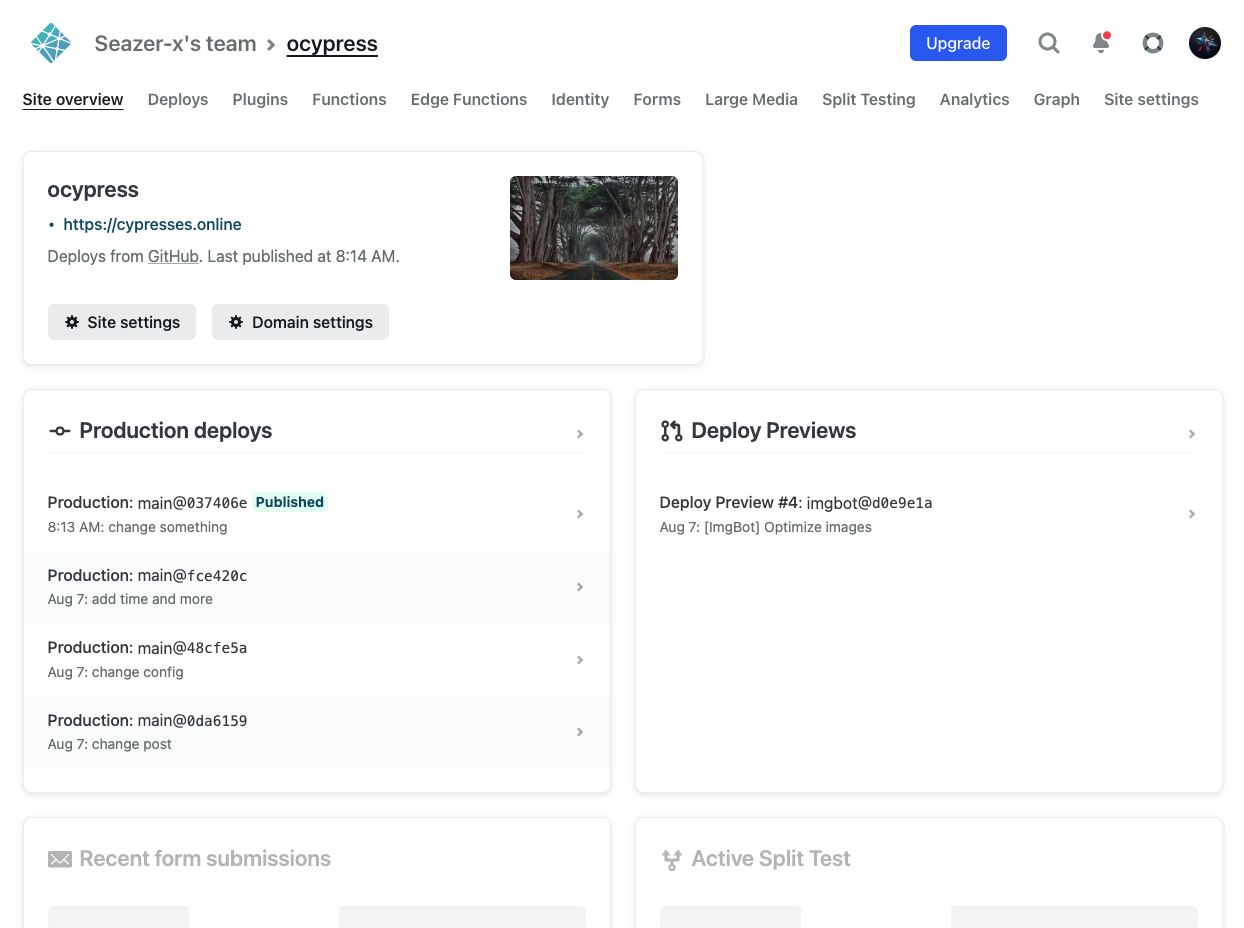 Seazer-x's team > ocypress
Upgrade
Site overview Deploys Plugins Functions Edge Functions Identity Forms Large Media Split Testing Analytics Graph Site settings
ocypress
• https://cypresses.online
Deploys from GitHub. Last published at 8:14 AM.
Site settings
Domain settings
Production deploys
Production: main@037406e Published
8:13 AM: change something
Production: main@fce420c
Aug 7: add time and more
Production: main@48cfe5a
Aug 7: change config
Production: main@0da6159
Aug 7: change post
Deploy Previews
Deploy Preview #4: imgbot@d0e9e1a
Aug 7: [ImgBot] Optimize images
Recent form submissions
Active Split Test